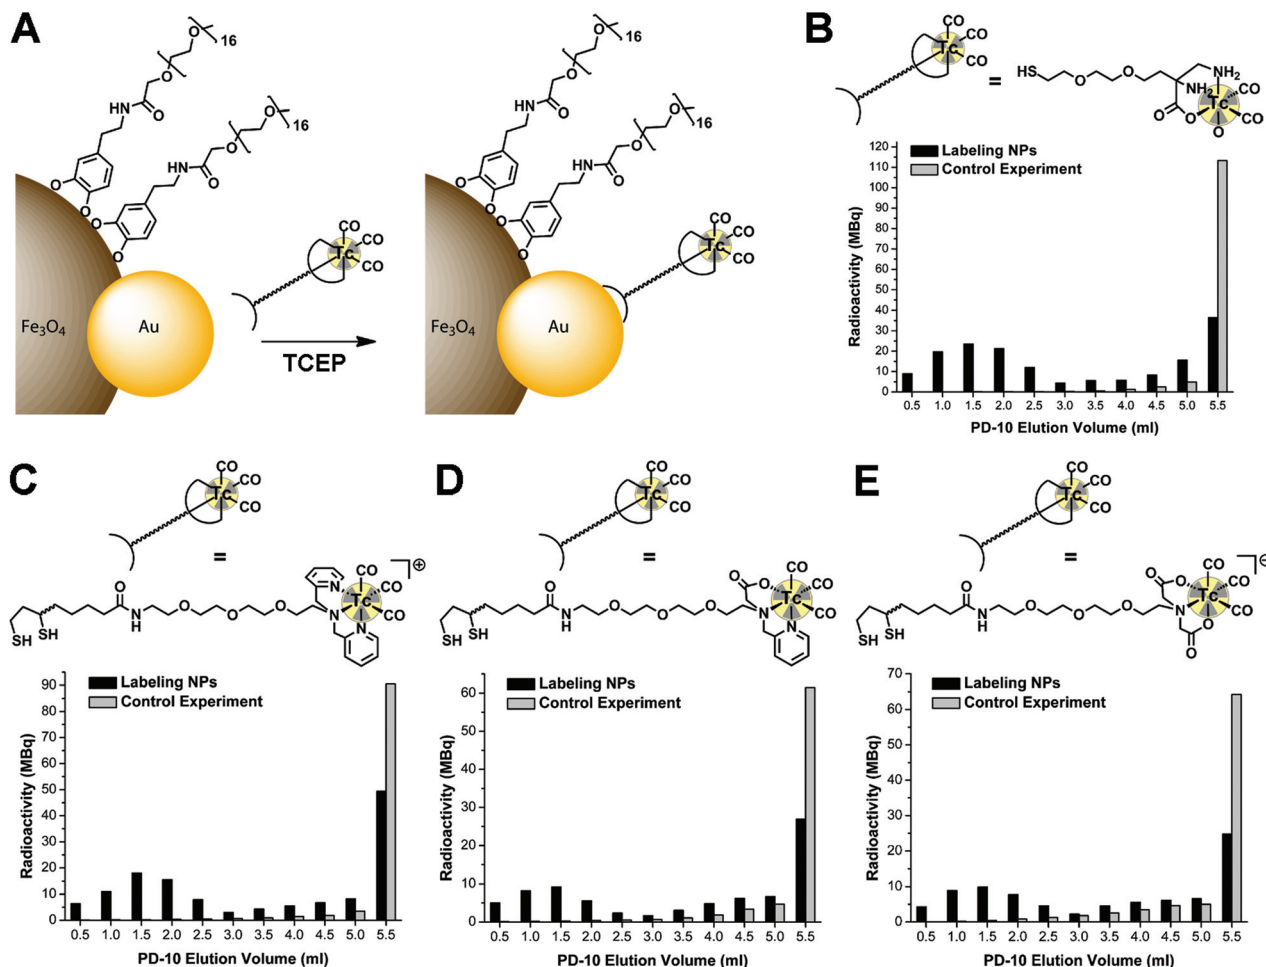 A
16
O
O
HN
O
O
16
O
HN
O
O
O
O
O
O
CO
CO
Tc
CO
Fe3O4
Au
TCEP
16
O
O
HN
O
O
16
O
HN
O
O
O
O
O
O
CO
CO
Tc
CO
Fe3O4
Au
B
CO
CO
Tc
CO
=
HS
O
O
NH2
NH2
O
O
Tc
CO
CO
O
Labeling NPs
Control Experiment
Radioactivity (MBq)
120
110
100
90
80
70
60
50
40
30
20
10
0
0.5 1.0 1.5 2.0 2.5 3.0 3.5 4.0 4.5 5.0 5.5
PD-10 Elution Volume (ml)
C
CO
CO
Tc
CO
=
SH
SH
O
N
H
O
O
O
N
N
N
CO
CO
Tc
CO
⊕
Labeling NPs
Control Experiment
Radioactivity (MBq)
90
80
70
60
50
40
30
20
10
0
0.5 1.0 1.5 2.0 2.5 3.0 3.5 4.0 4.5 5.0 5.5
PD-10 Elution Volume (ml)
D
CO
CO
Tc
CO
=
SH
SH
O
N
H
O
O
O
O
O
N
N
CO
CO
Tc
CO
Labeling NPs
Control Experiment
Radioactivity (MBq)
60
50
40
30
20
10
0
0.5 1.0 1.5 2.0 2.5 3.0 3.5 4.0 4.5 5.0 5.5
PD-10 Elution Volume (ml)
E
CO
CO
Tc
CO
=
SH
SH
O
N
H
O
O
O
O
O
N
O
O
CO
CO
Tc
CO
⊖
Labeling NPs
Control Experiment
Radioactivity (MBq)
70
60
50
40
30
20
10
0
0.5 1.0 1.5 2.0 2.5 3.0 3.5 4.0 4.5 5.0 5.5
PD-10 Elution Volume (ml)